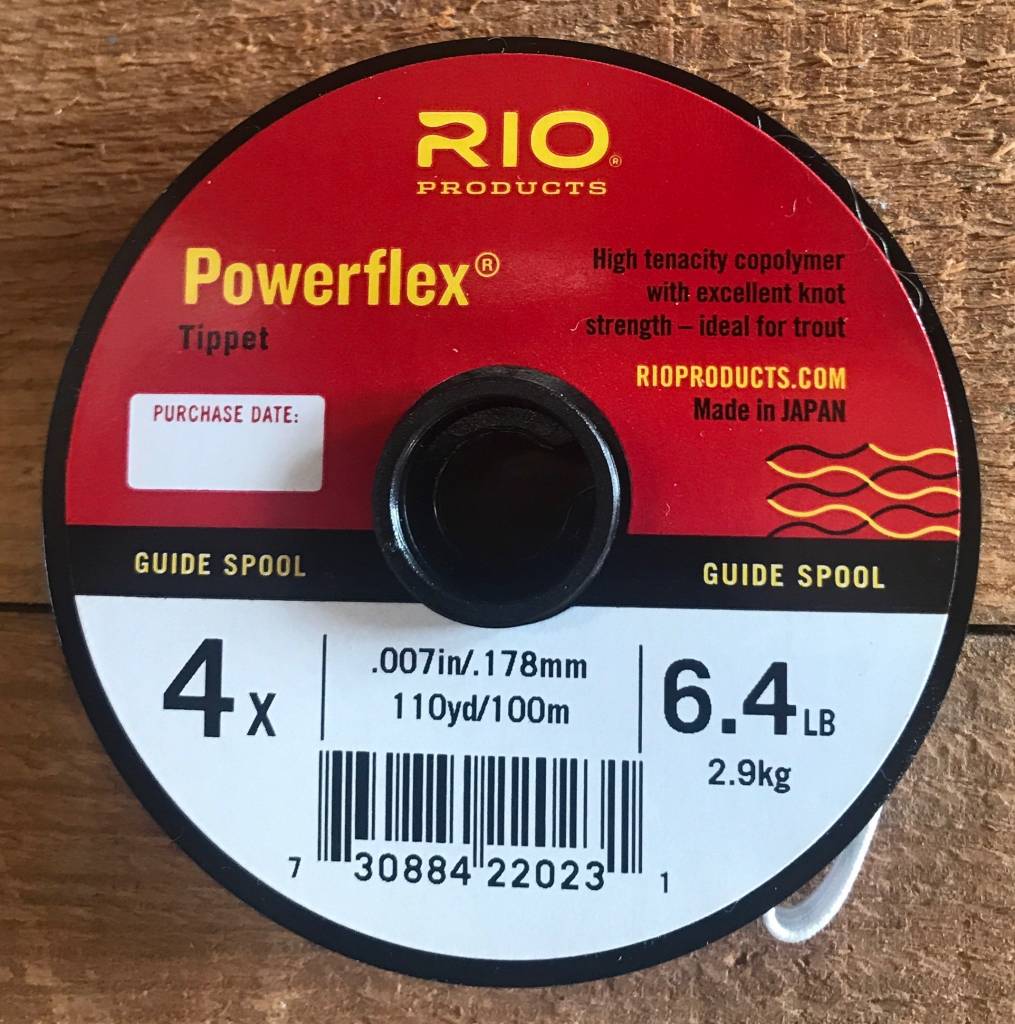 RIO®
PRODUCTS
Powerflex®
Tippet
High tenacity copolymer
with excellent knot
strength – ideal for trout
RIOPRODUCTS.COM
Made in JAPAN
PURCHASE DATE:
GUIDE SPOOL
GUIDE SPOOL
4X
.007in/.178mm
110yd/100m
6.4LB
2.9kg
7 30884 22023 1